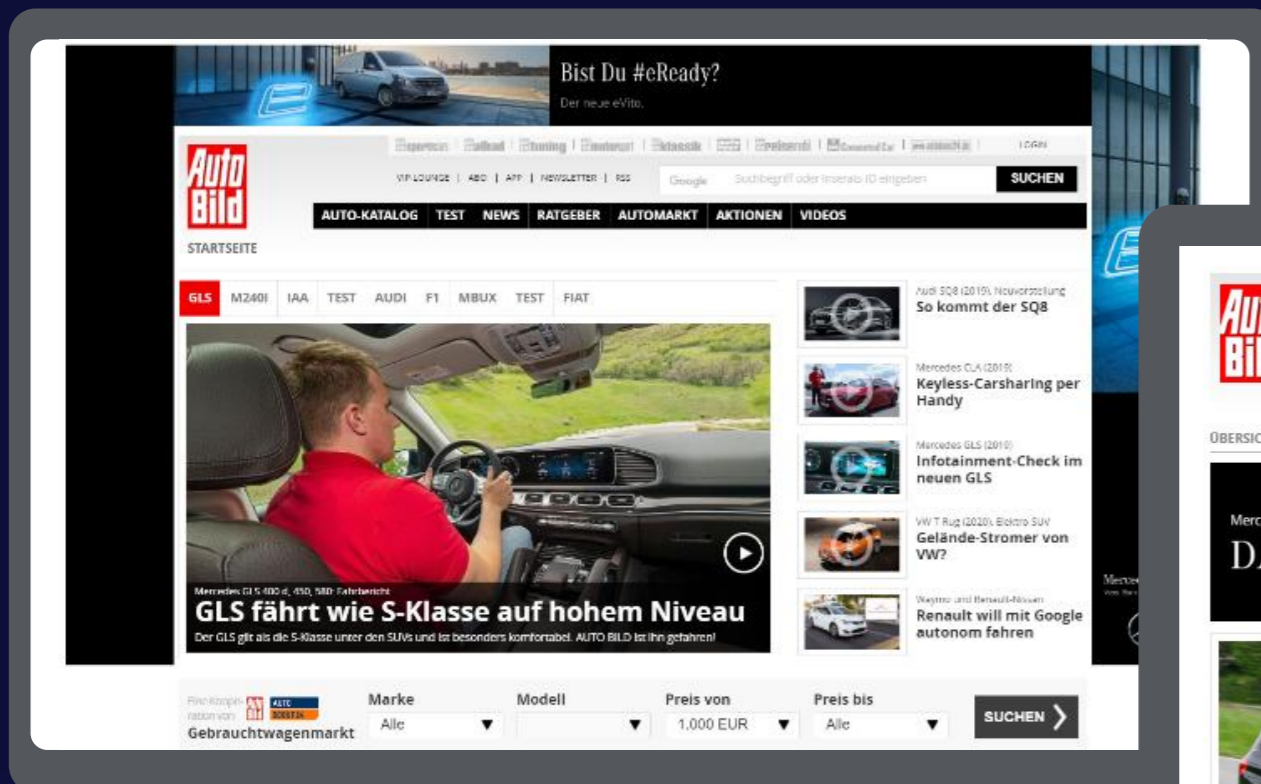 Bist Du #eReady?
Der neue eVito.
Auto
Bild
LOGIN
VIP-LOUNGE | ABO | APP | NEWSLETTER | RSS
Google Suchbegriff oder Inserats ID eingeben SUCHEN
AUTO-KATALOG TEST NEWS RATGEBER AUTOMARKT AKTIONEN VIDEOS
STARTSEITE
GLS M240I IAA TEST AUDI F1 MBUX TEST FIAT
Mercedes GLS 400 d, 450, 580: Fahrbericht
GLS fährt wie S-Klasse auf hohem Niveau
Der GLS gilt als die S-Klasse unter den SUVs und ist besonders komfortabel. AUTO BILD ist ihn gefahren!
Audi SQ8 (2019), Neuvorstellung
So kommt der SQ8
Mercedes CLA (2019)
Keyless-Carsharing per
Handy
Mercedes GLS (2019)
Infotainment-Check im
neuen GLS
VW T Rug (2020), Elektro SUV
Gelände-Stromer von
VW?
Waymo und Renault-Nissan
Renault will mit Google
autonom fahren
Gebrauchtwagenmarkt
Marke Modell Preis von Preis bis
Alle 1.000 EUR Alle
SUCHEN